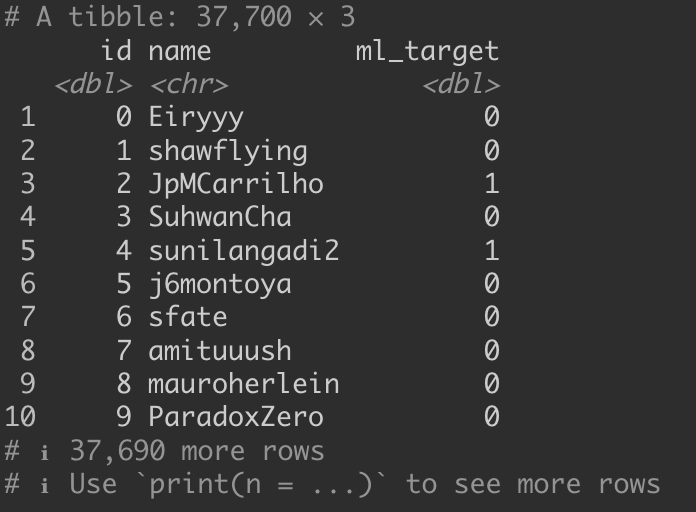 # A tibble: 37,700 × 3
id name ml_target
<dbl> <chr> <dbl>
1 0 Eiryyy 0
2 1 shawflying 0
3 2 JpMCarrilho 1
4 3 SuhwanCha 0
5 4 sunilangadi2 1
6 5 j6montoya 0
7 6 sfate 0
8 7 amituuush 0
9 8 mauroherlein 0
10 9 ParadoxZero 0
# ℹ 37,690 more rows
# ℹ Use `print(n = ...)` to see more rows